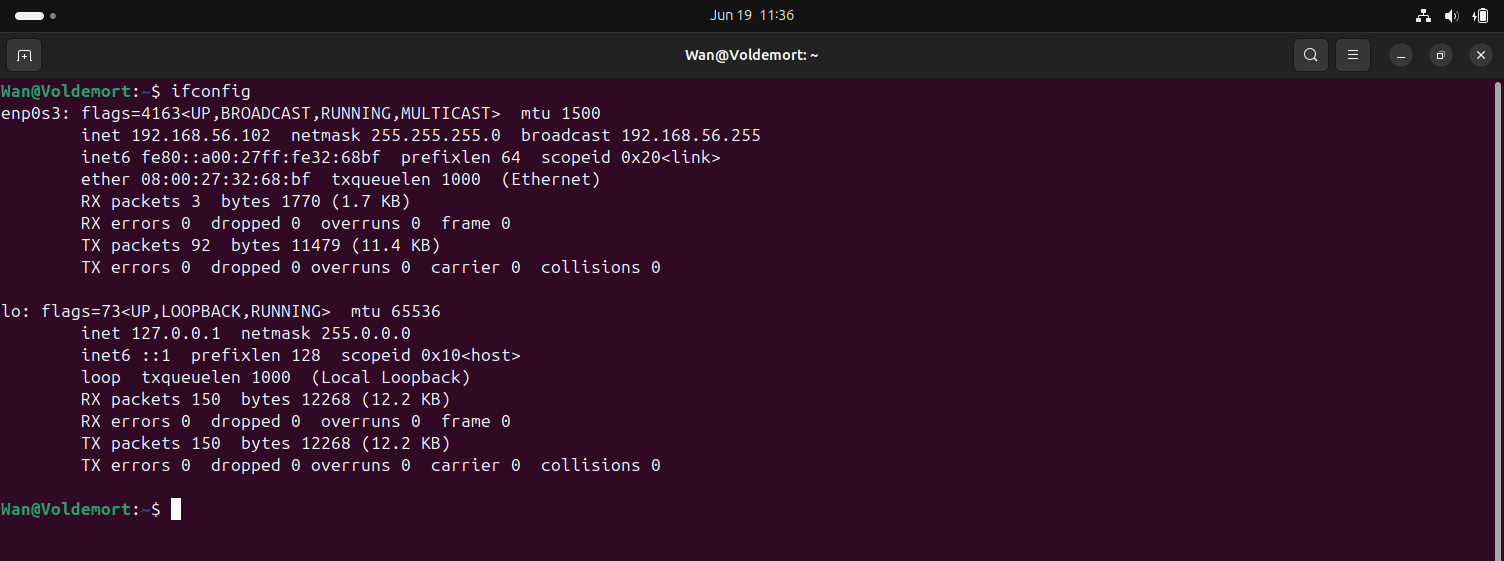 Jun 19 11:36
Wan@Voldemort: ~
Wan@Voldemort:~$ ifconfig
enp0s3: flags=4163<UP,BROADCAST,RUNNING,MULTICAST>  mtu 1500
        inet 192.168.56.102  netmask 255.255.255.0  broadcast 192.168.56.255
        inet6 fe80::a00:27ff:fe32:68bf  prefixlen 64  scopeid 0x20<link>
        ether 08:00:27:32:68:bf  txqueuelen 1000  (Ethernet)
        RX packets 3  bytes 1770 (1.7 KB)
        RX errors 0  dropped 0  overruns 0  frame 0
        TX packets 92  bytes 11479 (11.4 KB)
        TX errors 0  dropped 0 overruns 0  carrier 0  collisions 0

lo: flags=73<UP,LOOPBACK,RUNNING>  mtu 65536
        inet 127.0.0.1  netmask 255.0.0.0
        inet6 ::1  prefixlen 128  scopeid 0x10<host>
        loop  txqueuelen 1000  (Local Loopback)
        RX packets 150  bytes 12268 (12.2 KB)
        RX errors 0  dropped 0  overruns 0  frame 0
        TX packets 150  bytes 12268 (12.2 KB)
        TX errors 0  dropped 0 overruns 0  carrier 0  collisions 0

Wan@Voldemort:~$